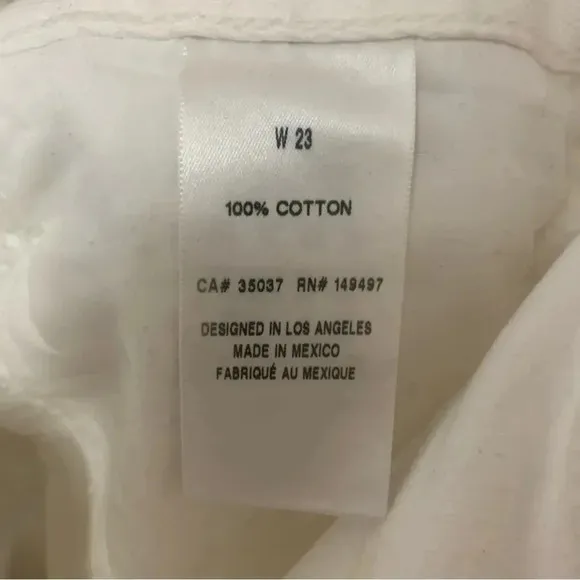 W 23
100% COTTON
CA# 35037 RN# 149497
DESIGNED IN LOS ANGELES
MADE IN MEXICO
FABRIQUÉ AU MEXIQUE